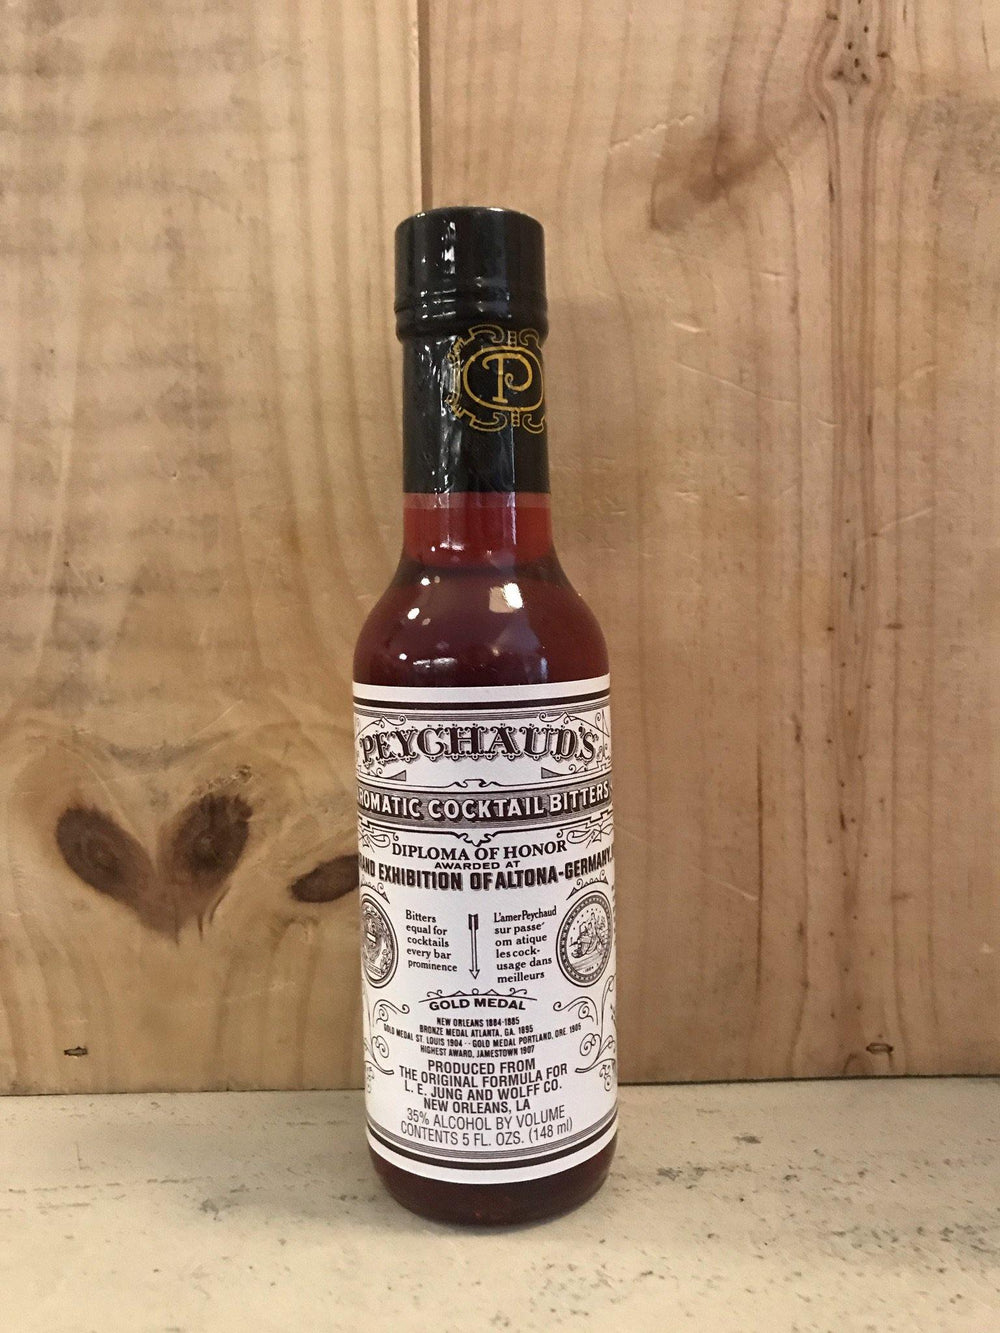 P
PEYCHAUD'S
ROMATIC COCKTAIL BITTERS
DIPLOMA OF HONOR
AWARDED AT
EXHIBITION OF ALTONA-GERMANY,
Bitters
equal for
cocktails
every bar
prominence
L'amer Peychaud
sur passe'
om atique
les cock-
usage dans
meilleurs
GOLD MEDAL
NEW ORLEANS 1884-1885
BRONZE MEDAL ATLANTA, GA. 1895
GOLD MEDAL ST. LOUIS 1904 -- GOLD MEDAL PORTLAND, ORE. 1905
HIGHEST AWARD, JAMESTOWN 1907
PRODUCED FROM
THE ORIGINAL FORMULA FOR
L. E. JUNG AND WOLFF CO.
NEW ORLEANS, LA
35% ALCOHOL BY VOLUME
CONTENTS 5 FL. OZS. (148 ml)